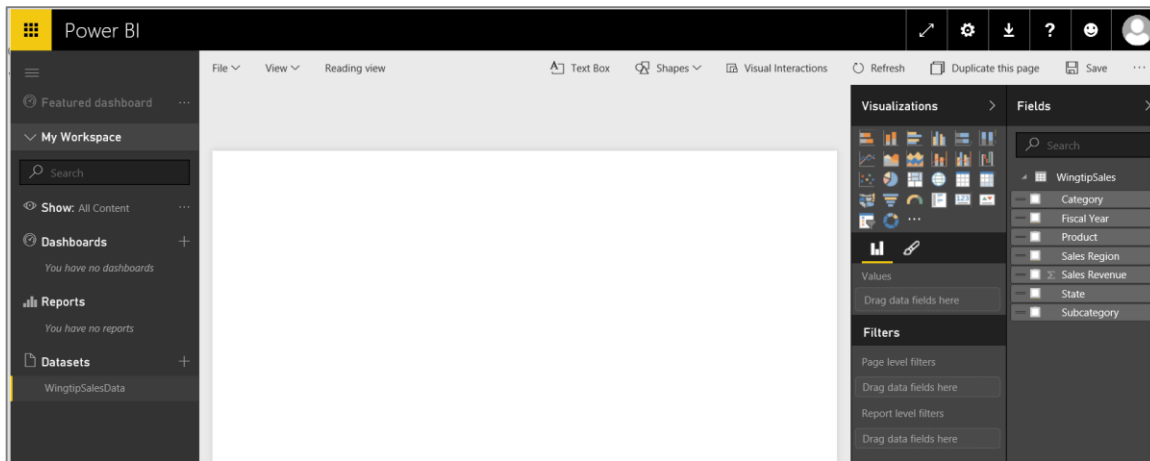 Power BI
?
File View Reading view Text Box Shapes Visual Interactions Refresh Duplicate this page Save ...
Featured dashboard ...
My Workspace
Search
Show: All Content ...
Dashboards +
You have no dashboards
Reports
You have no reports
Datasets +
WingtipSalesData
Visualizations >
...
Values
Drag data fields here
Filters
Page level filters
Drag data fields here
Report level filters
Drag data fields here
Fields >
Search
WingtipSales
Category
Fiscal Year
Product
Sales Region
Σ Sales Revenue
State
Subcategory